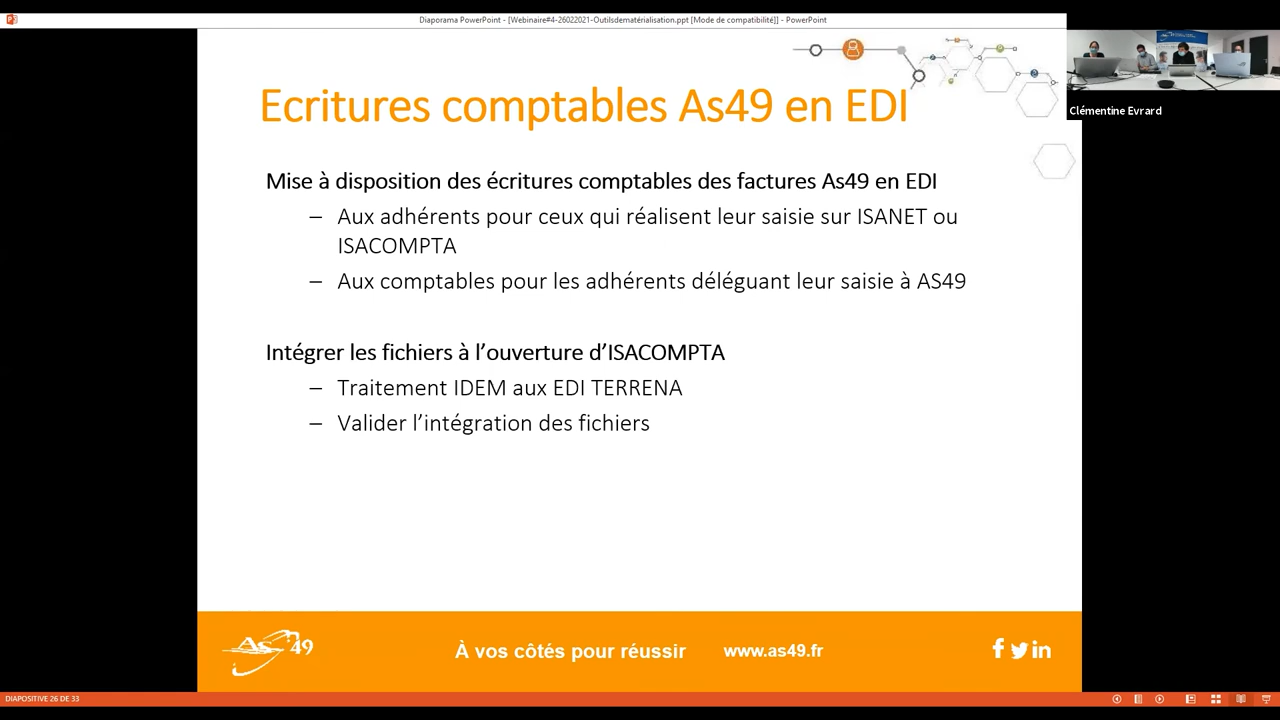 Diaporama PowerPoint - [Webinaire#4-26022021-Outilsdematérialisation.ppt [Mode de compatibilité]] - PowerPoint
Clémentine Evrard
Ecritures comptables As49 en EDI
Mise à disposition des écritures comptables des factures As49 en EDI
– Aux adhérents pour ceux qui réalisent leur saisie sur ISANET ou
ISACOMPTA
– Aux comptables pour les adhérents déléguant leur saisie à AS49
Intégrer les fichiers à l’ouverture d’ISACOMPTA
– Traitement IDEM aux EDI TERRENA
– Valider l’intégration des fichiers
As 49
À vos côtés pour réussir
www.as49.fr
DIAPOSITIVE 26 DE 33